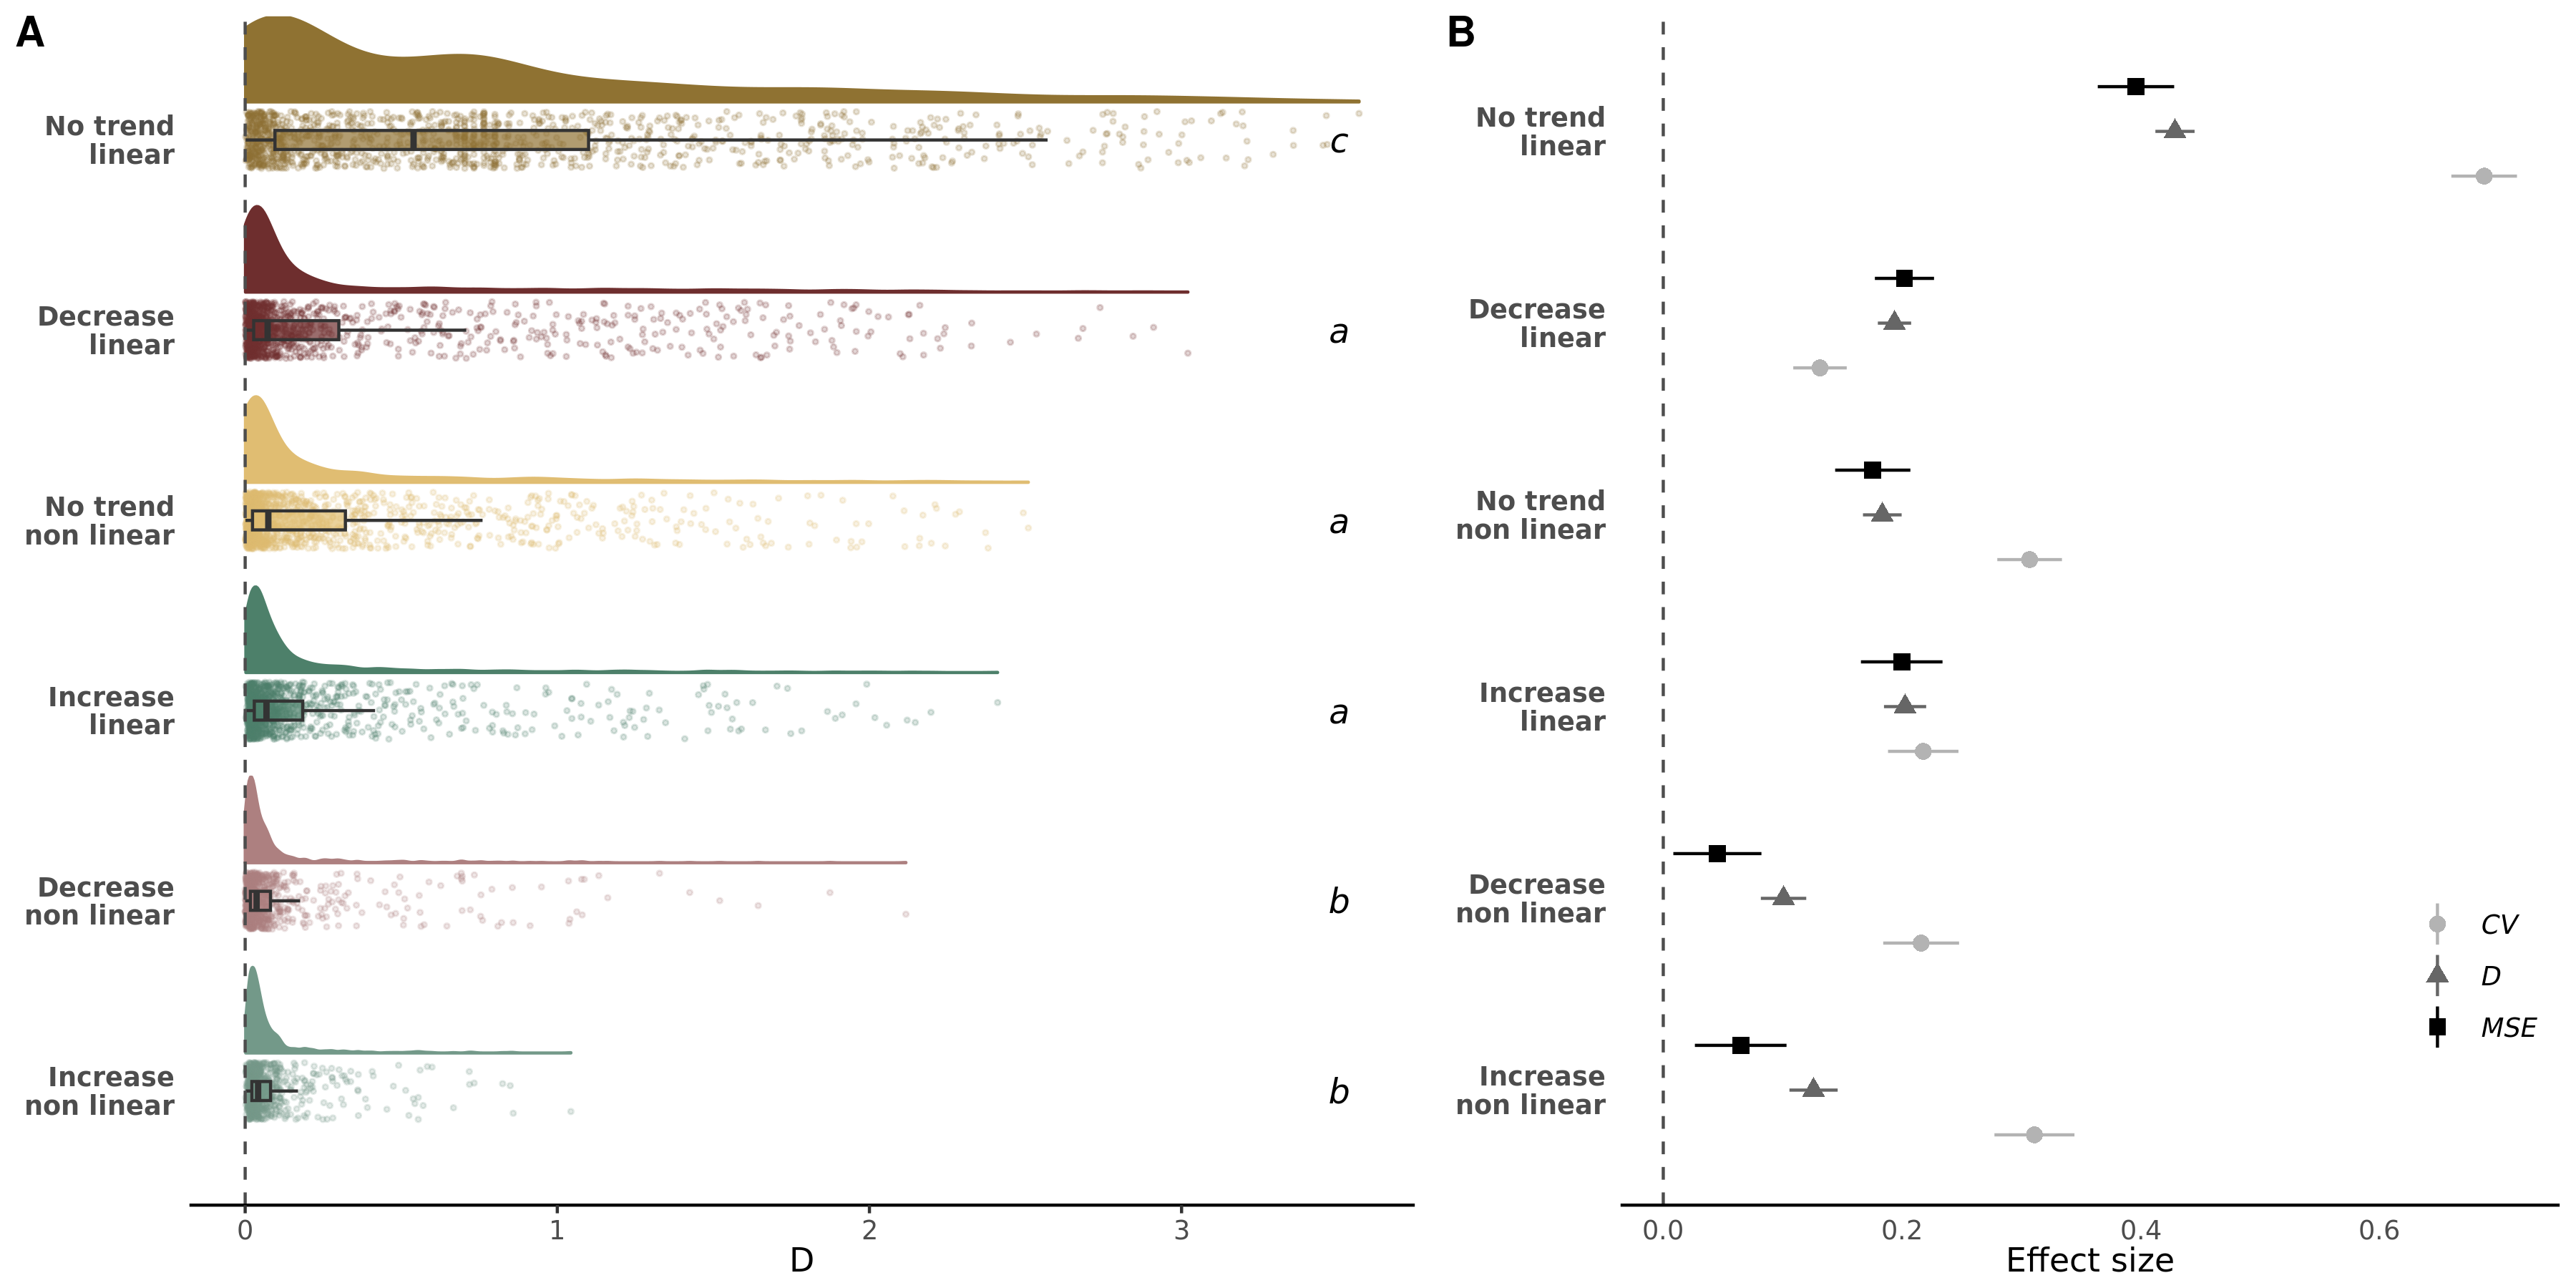 A
No trend
linear
c
Decrease
linear
a
No trend
non linear
a
Increase
linear
a
Decrease
non linear
b
Increase
non linear
b
0 1 2 3
D
B
No trend
linear
Decrease
linear
No trend
non linear
Increase
linear
Decrease
non linear
Increase
non linear
CV
D
MSE
0.0 0.2 0.4 0.6
Effect size